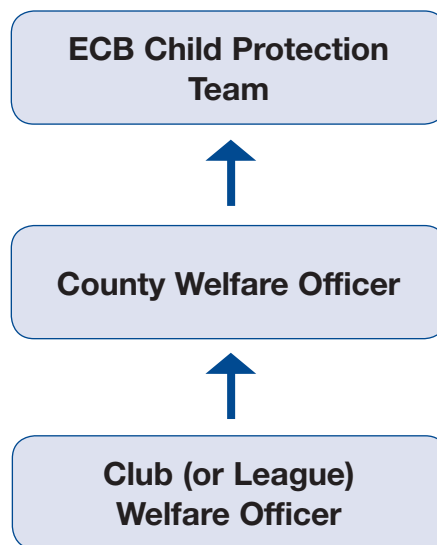 ECB Child Protection
Team
County Welfare Officer
Club (or League)
Welfare Officer